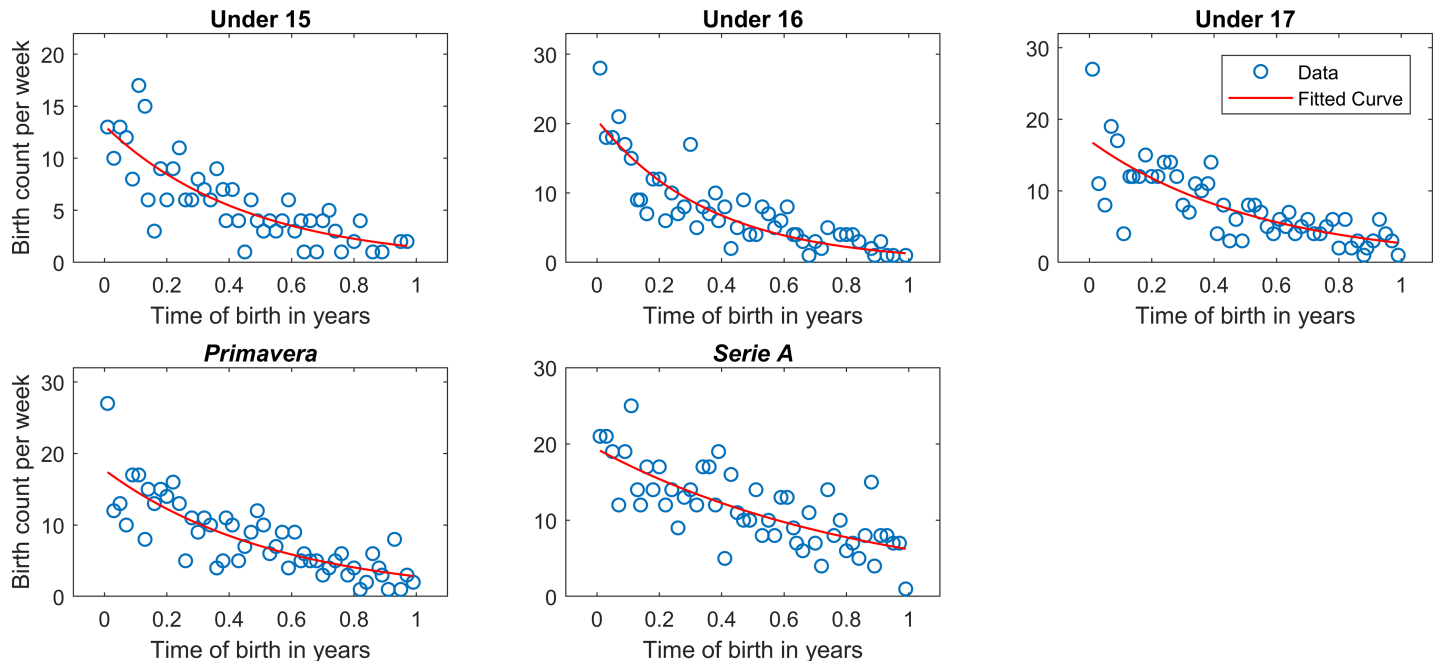 Under 15
Birth count per week
20
15
10
5
0
0 0.2 0.4 0.6 0.8 1
Time of birth in years
Under 16
30
20
10
0
0 0.2 0.4 0.6 0.8 1
Time of birth in years
Under 17
30
20
10
0
0 0.2 0.4 0.6 0.8 1
Time of birth in years
Data
Fitted Curve
Primavera
Birth count per week
30
20
10
0
0 0.2 0.4 0.6 0.8 1
Time of birth in years
Serie A
30
20
10
0
0 0.2 0.4 0.6 0.8 1
Time of birth in years